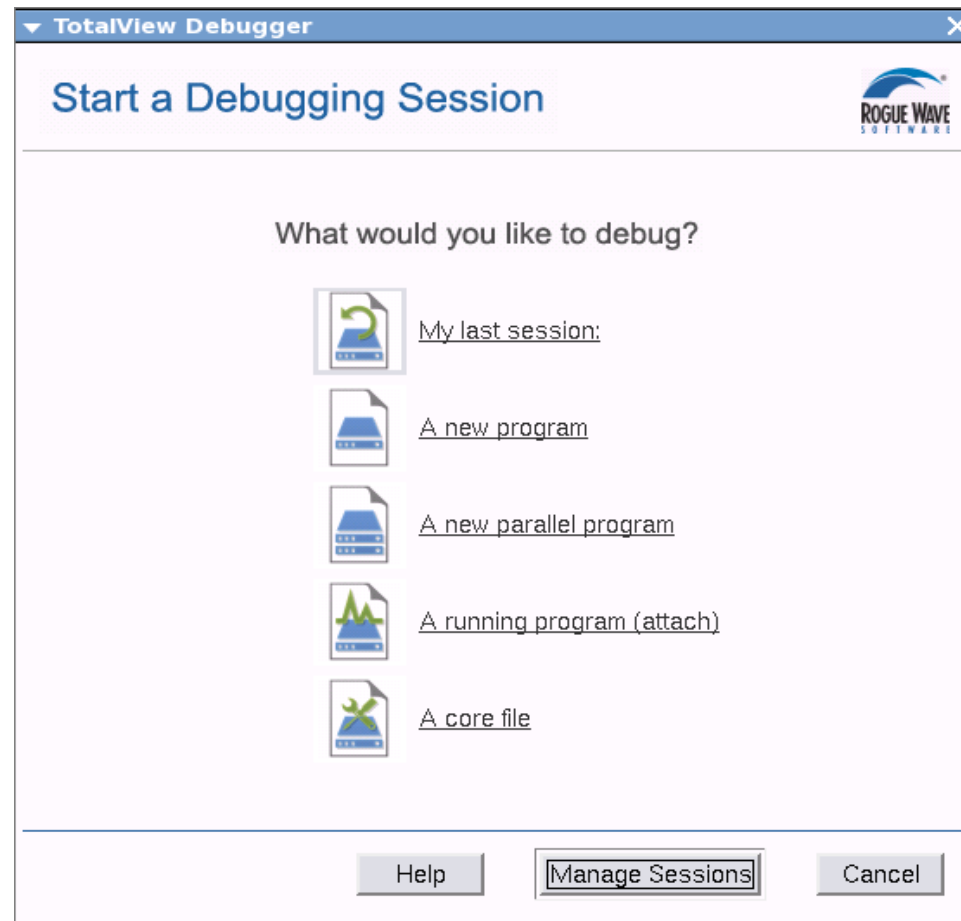 TotalView Debugger
Start a Debugging Session
ROGUE WAVE
SOFTWARE
What would you like to debug?
My last session:
A new program
A new parallel program
A running program (attach)
A core file
Help Manage Sessions Cancel